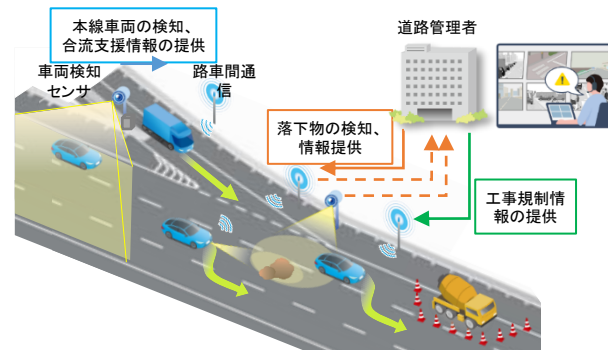 本線車両の検知、
合流支援情報の提供
車両検知
センサ
路車間通
信
道路管理者
落下物の検知、
情報提供
工事規制情
報の提供